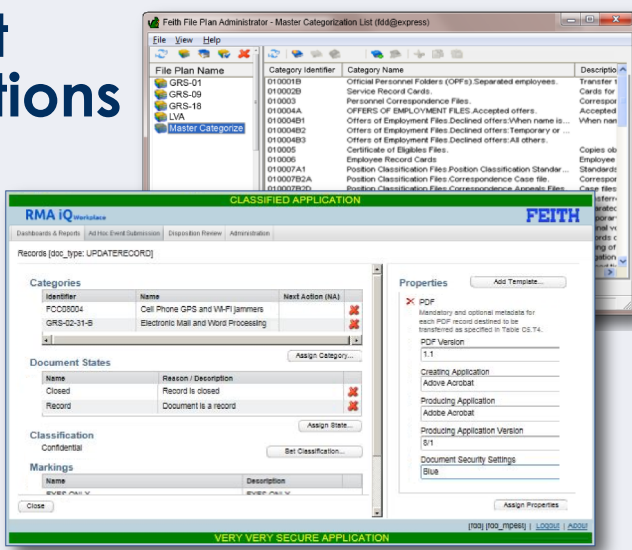 t
tions
Feith File Plan Administrator - Master Categorization List (fdd@express)
File View Help
File Plan Name
GRS-01
GRS-09
GRS-18
LVA
Master Categorize
Category Identifier Category Name Descriptio
010001B Official Personnel Folders (OPFs).Separated employees. Transfer t
010002B Service Record Cards. Cards for
010003 Personnel Correspondence Files. Correspor
010004A OFFERS OF EMPLOYMENT FILES.Accepted offers. Accepted
010004B1 Offers of Employment Files.Declined offers:When name is... When nan
010004B2 Offers of Employment Files.Declined offers:Temporary or ...
010004B3 Offers of Employment Files.Declined offers:All others.
010005 Certificate of Eligibles Files. Copies ob
010006 Employee Record Cards Employee
010007A1 Position Classification Files.Position Classification Standar... Standards
010007B2A Position Classification Files.Correspondence Case file. Correspor
010007B2D Position Classification Files.Correspondence Appeals Files Case files
CLASSIFIED APPLICATION
RMA iQ Workplace
FEITH
Dashboards & Reports Ad Hoc Event Submission Disposition Review Administration
Records [doc_type: UPDATERECORD]
Categories
Identifier Name Next Action (NA)
FCC08004 Cell Phone GPS and Wi-Fi jammers
GRS-02-31-B Electronic Mail and Word Processing
Assign Category...
Document States
Name Reason / Description
Closed Record is closed
Record Document is a record
Assign State...
Classification
Confidential
Set Classification...
Markings
Name Description
EYES ONLY EYES ONLY
Close
Properties
Add Template...
PDF
Mandatory and optional metadata for
each PDF record destined to be
transferred as specified in Table C6.T4.
PDF Version
1.1
Creating Application
Adove Acrobat
Producing Application
Adobe Acrobat
Producing Application Version
8/1
Document Security Settings
Blue
Assign Properties
| Logout | About
VERY VERY SECURE APPLICATION